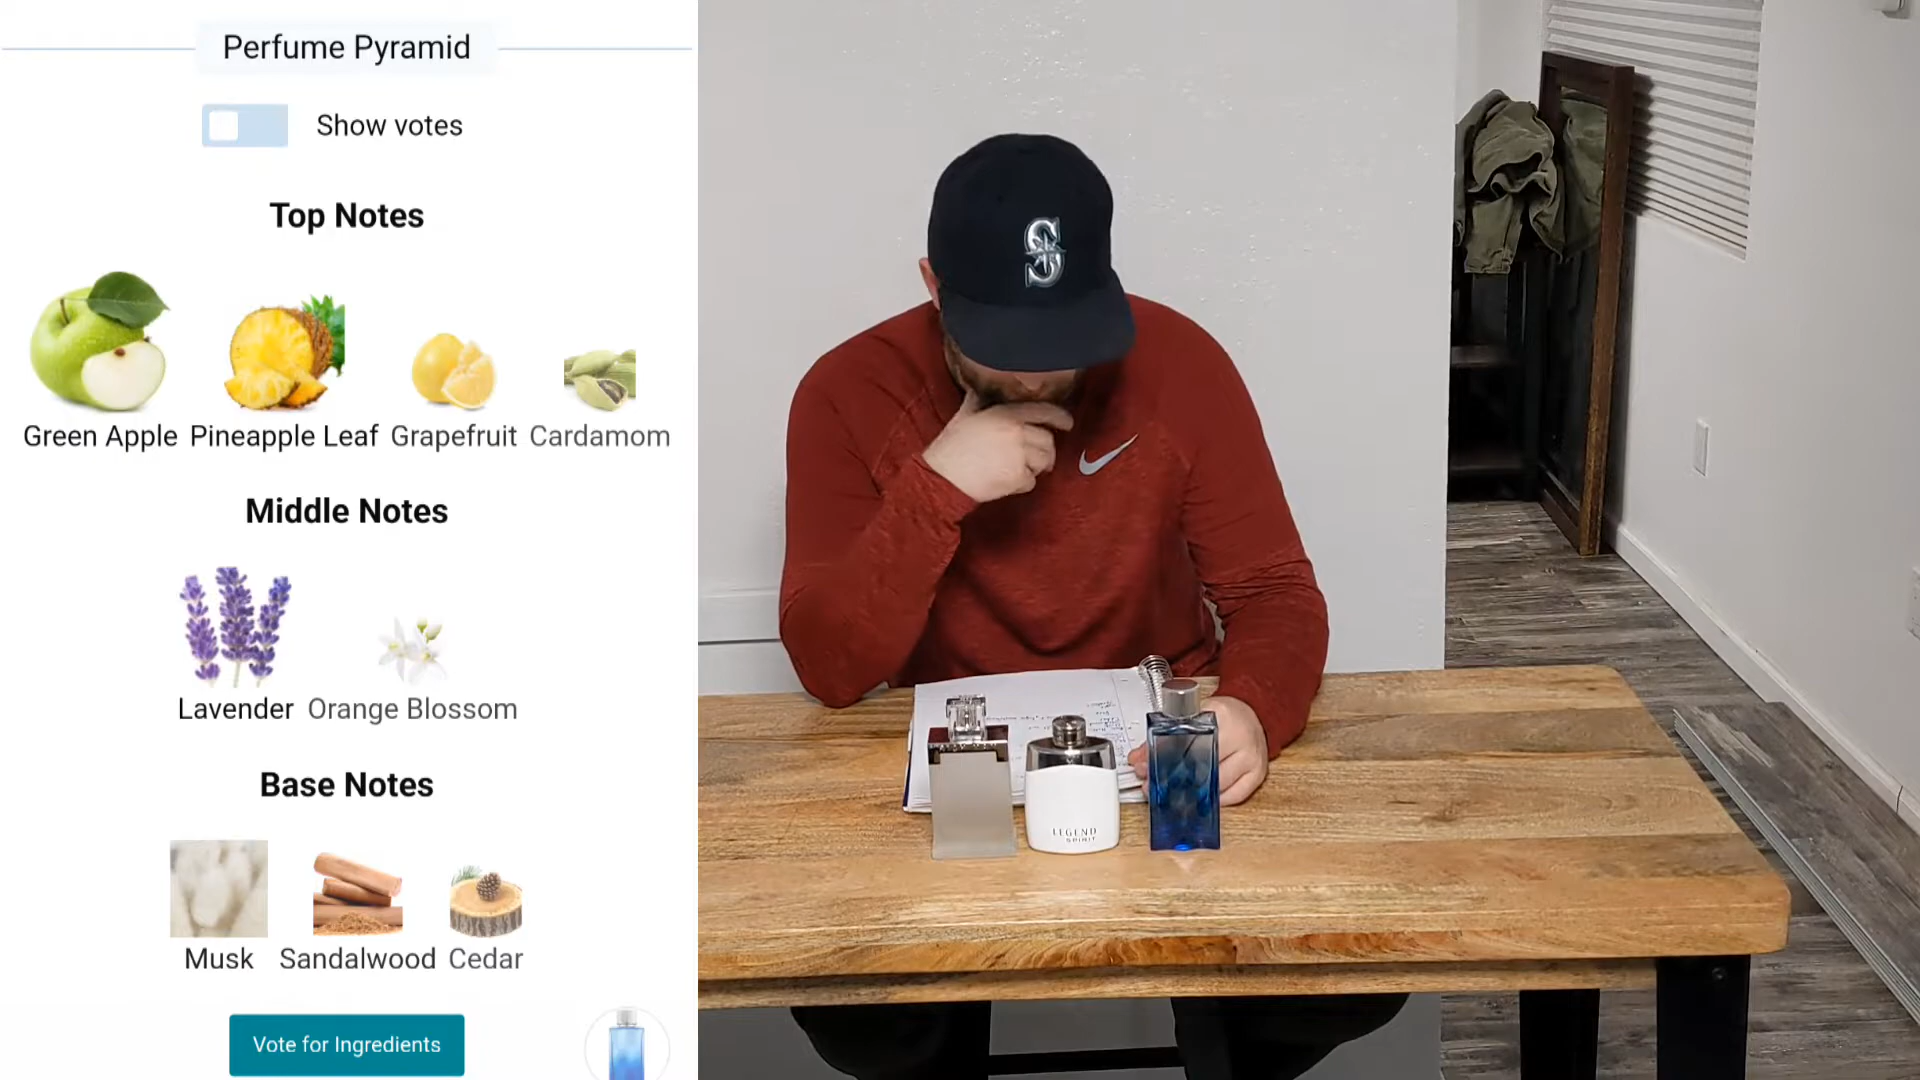 Perfume Pyramid
Show votes
Top Notes
Green Apple Pineapple Leaf Grapefruit Cardamom
Middle Notes
Lavender Orange Blossom
Base Notes
Musk Sandalwood Cedar
Vote for Ingredients
S
LEGEND
SPIRIT